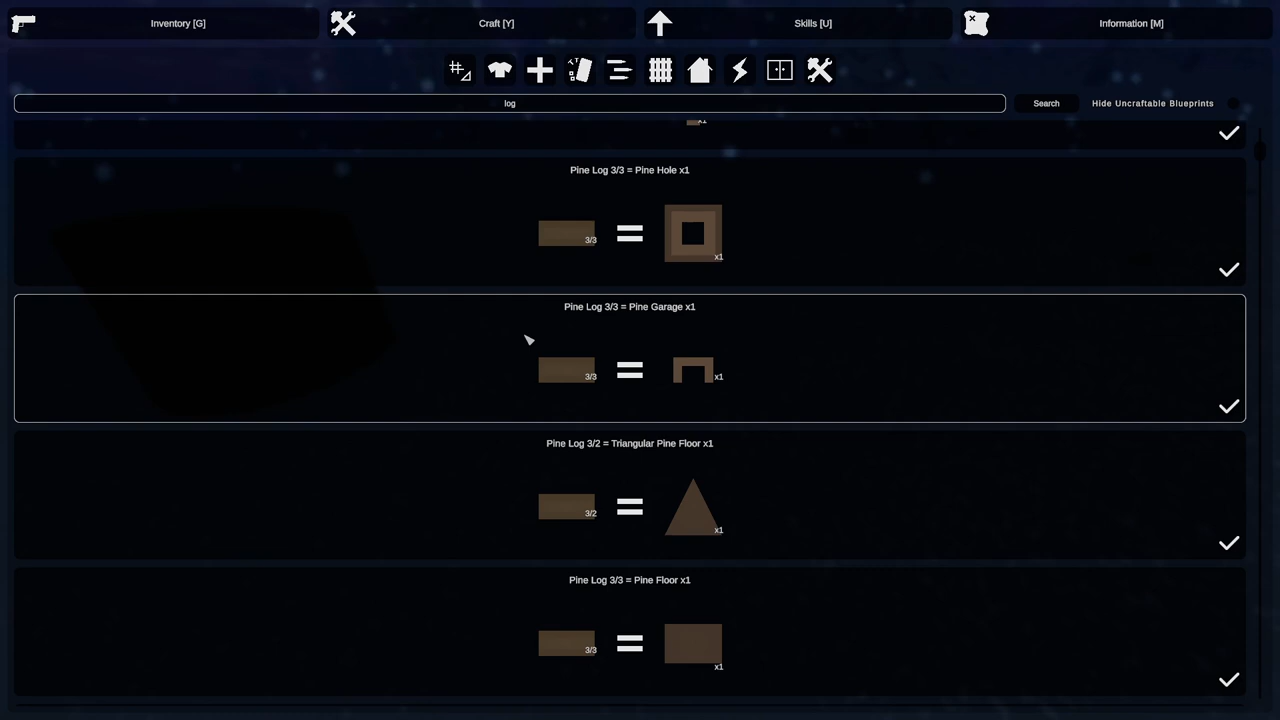 Inventory [G]
Craft [Y]
Skills [U]
Information [M]
log
Search
Hide Uncraftable Blueprints
x1
Pine Log 3/3 = Pine Hole x1
3/3
x1
Pine Log 3/3 = Pine Garage x1
3/3
x1
Pine Log 3/2 = Triangular Pine Floor x1
3/2
x1
Pine Log 3/3 = Pine Floor x1
3/3
x1